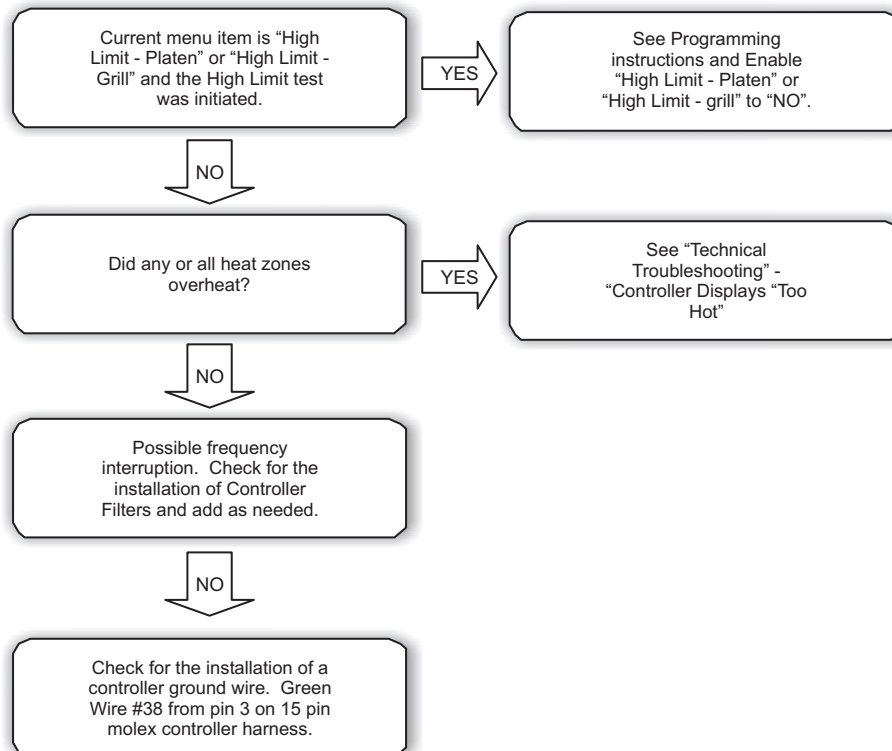 Current menu item is “High
Limit - Platen” or “High Limit -
Grill” and the High Limit test
was initiated.
YES
See Programming
instructions and Enable
“High Limit - Platen” or
“High Limit - grill” to “NO”.
NO
Did any or all heat zones
overheat?
YES
See “Technical
Troubleshooting” -
“Controller Displays “Too
Hot”
NO
Possible frequency
interruption. Check for the
installation of Controller
Filters and add as needed.
NO
Check for the installation of a
controller ground wire. Green
Wire #38 from pin 3 on 15 pin
molex controller harness.